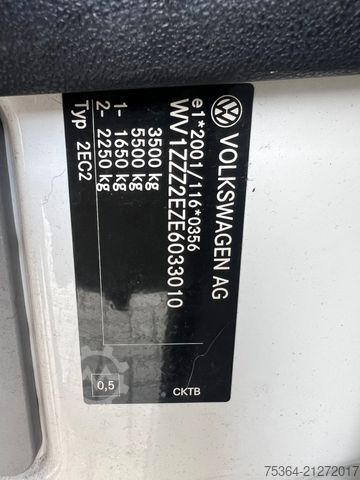 VOLKSWAGEN AG
e1*2001/116*0356
WV1ZZZ2EZE6033010
3500 kg
5500 kg
1- 1650 kg
2- 2250 kg
Typ 2EC2
0,5
CKTB
75364-21272017